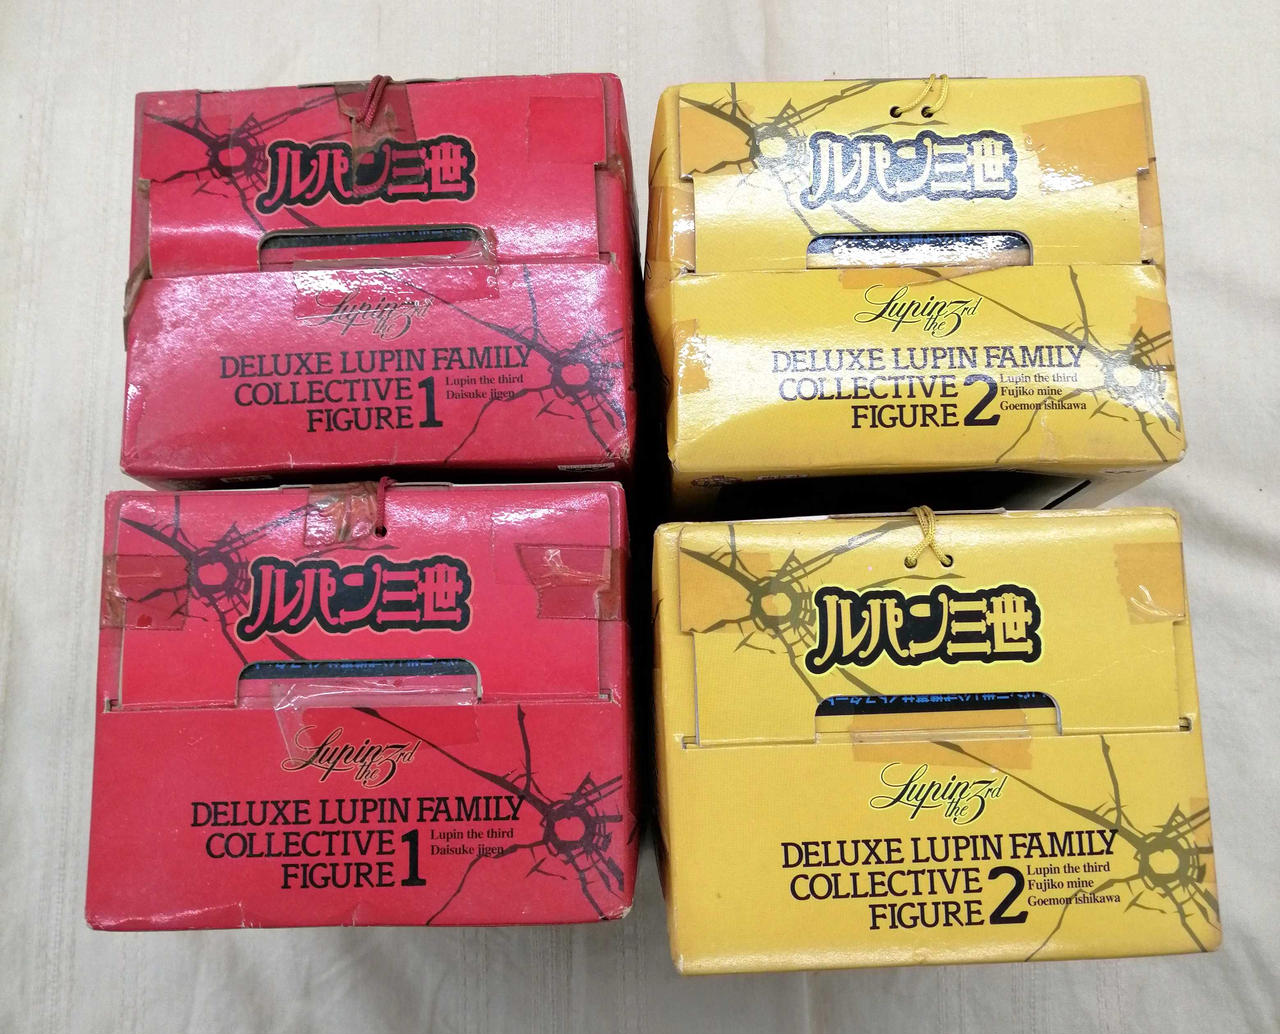 ルパン三世
Lupin
the 3rd
DELUXE LUPIN FAMILY
COLLECTIVE
FIGURE 1
Lupin the third
Daisuke jigen
ルパン三世
Lupin
the 3rd
DELUXE LUPIN FAMILY
COLLECTIVE
FIGURE 2
Lupin the third
Fujiko mine
Goemon ishikawa
ルパン三世
Lupin
the 3rd
DELUXE LUPIN FAMILY
COLLECTIVE
FIGURE 1
Lupin the third
Daisuke jigen
ルパン三世
Lupin
the 3rd
DELUXE LUPIN FAMILY
COLLECTIVE
FIGURE 2
Lupin the third
Fujiko mine
Goemon ishikawa